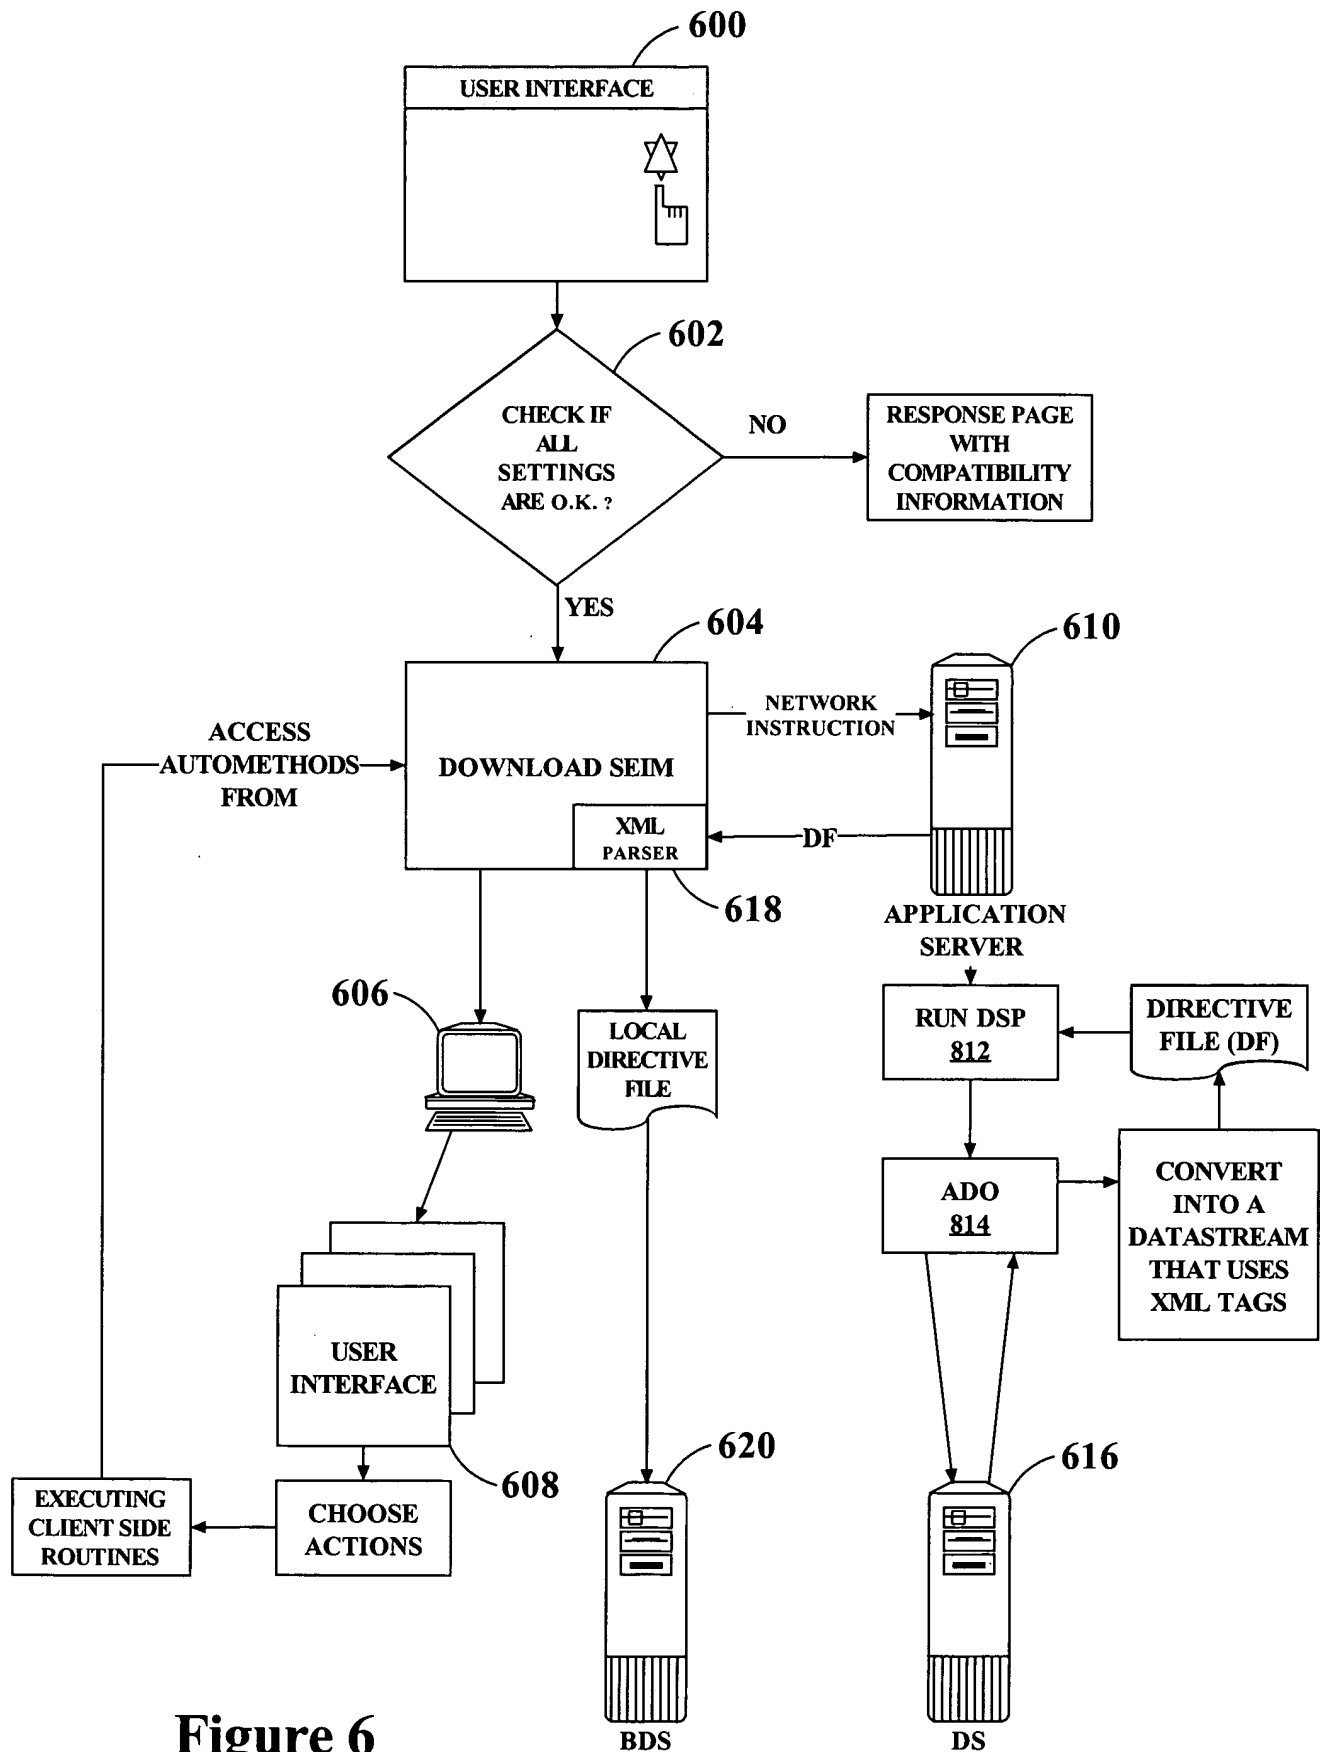 600
USER INTERFACE
602
CHECK IF
ALL
SETTINGS
ARE O.K. ?
NO
RESPONSE PAGE
WITH
COMPATIBILITY
INFORMATION
YES
604
610
NETWORK
INSTRUCTION
ACCESS
AUTOMETHODS
FROM
DOWNLOAD SEIM
XML
PARSER
DF
618
APPLICATION
SERVER
606
LOCAL
DIRECTIVE
FILE
RUN DSP
812
DIRECTIVE
FILE (DF)
ADO
814
CONVERT
INTO A
DATASTREAM
THAT USES
XML TAGS
USER
INTERFACE
608
620
616
EXECUTING
CLIENT SIDE
ROUTINES
CHOOSE
ACTIONS
BDS
DS
Figure 6